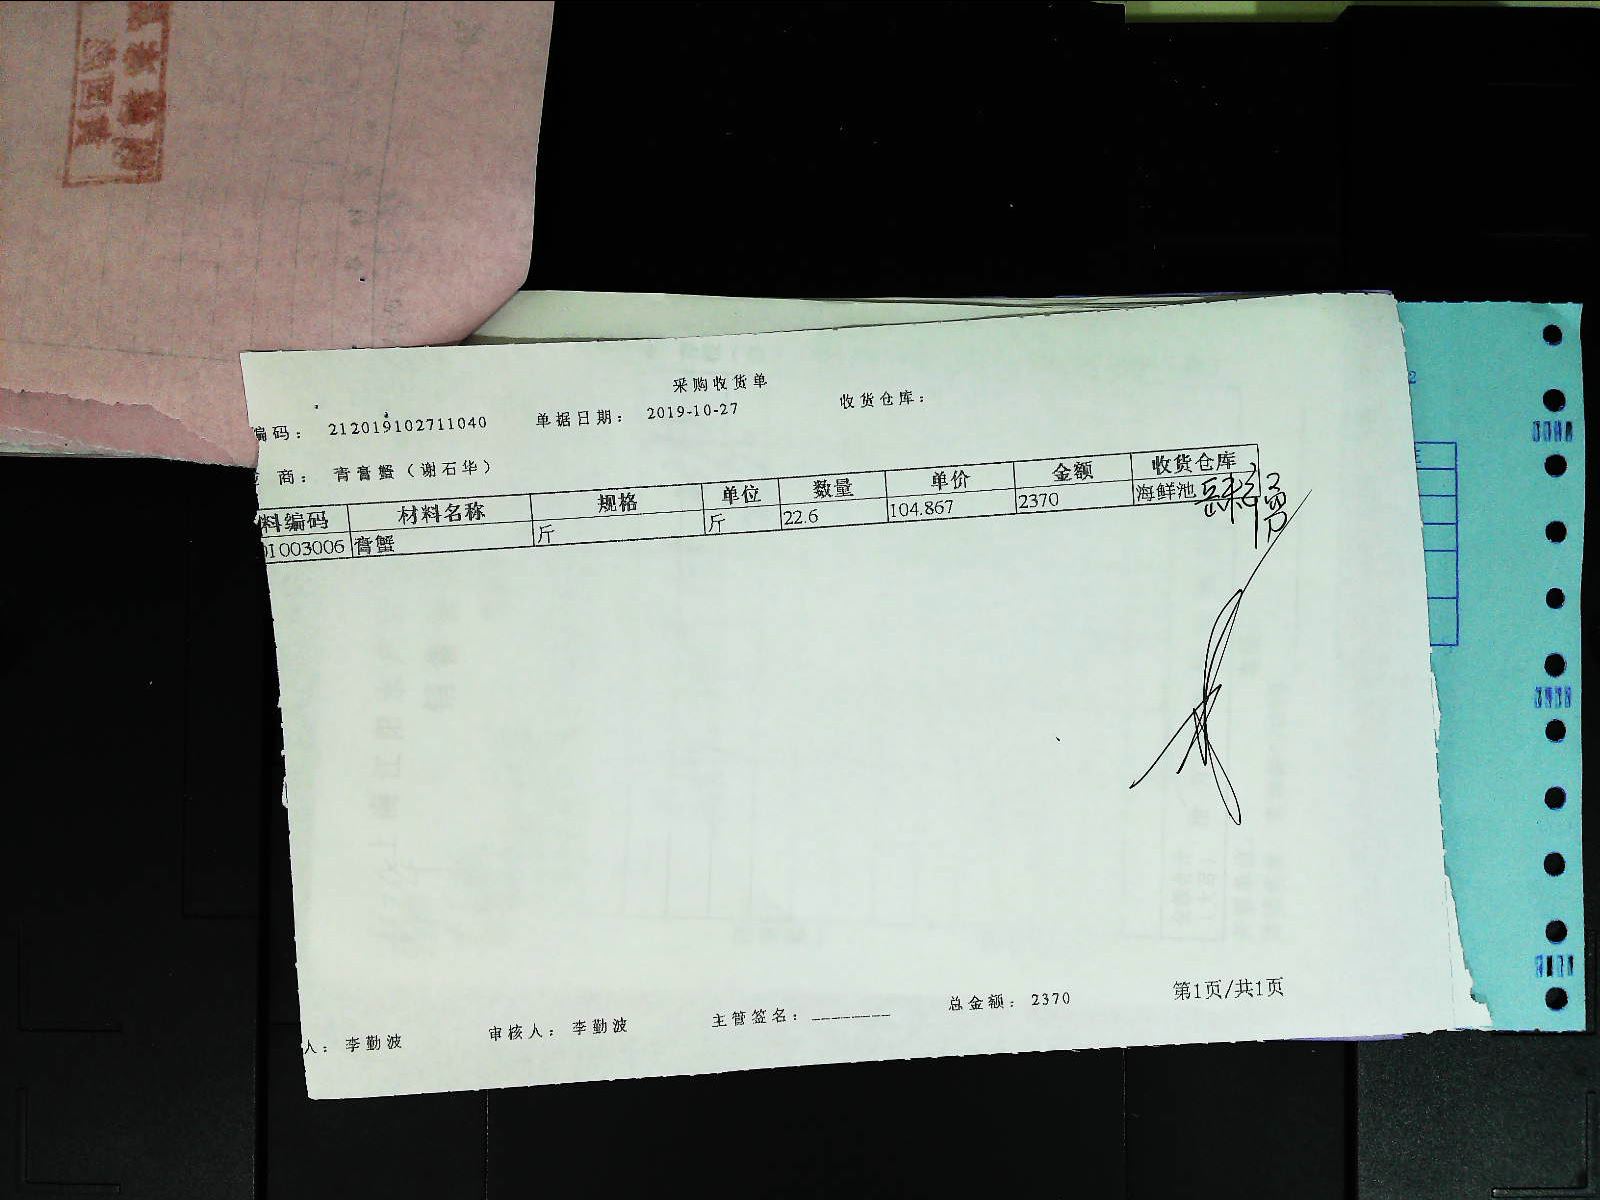 采购收货单
编码： 212019102711040 单据日期： 2019-10-27 收货仓库：
商： 青膏蟹（谢石华）
料编码 材料名称 规格 单位 数量 单价 金额 收货仓库
01003006 膏蟹 斤 斤 22.6 104.867 2370 海鲜池
人： 李勤波 审核人： 李勤波 主管签名： ________ 总金额： 2370 第1页/共1页